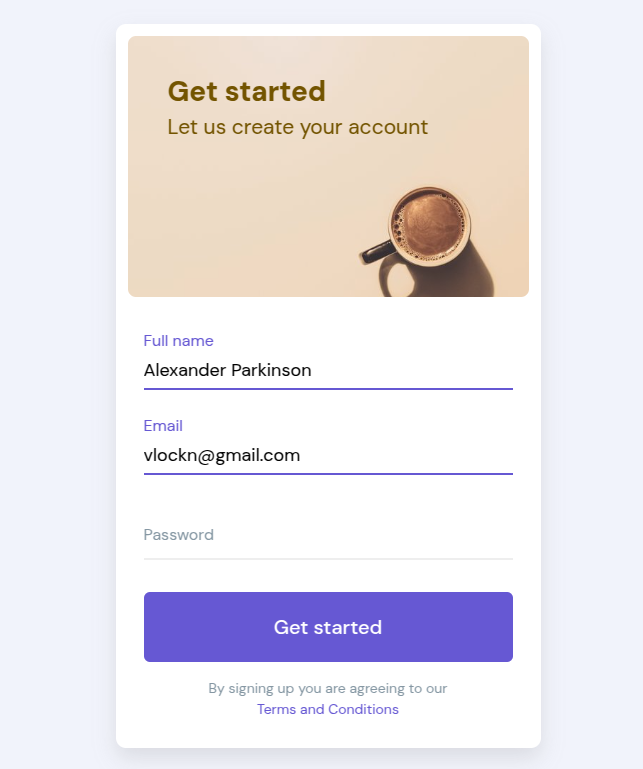 Get started
Let us create your account
Full name
Alexander Parkinson
Email
vlockn@gmail.com
Password
Get started
By signing up you are agreeing to our
Terms and Conditions